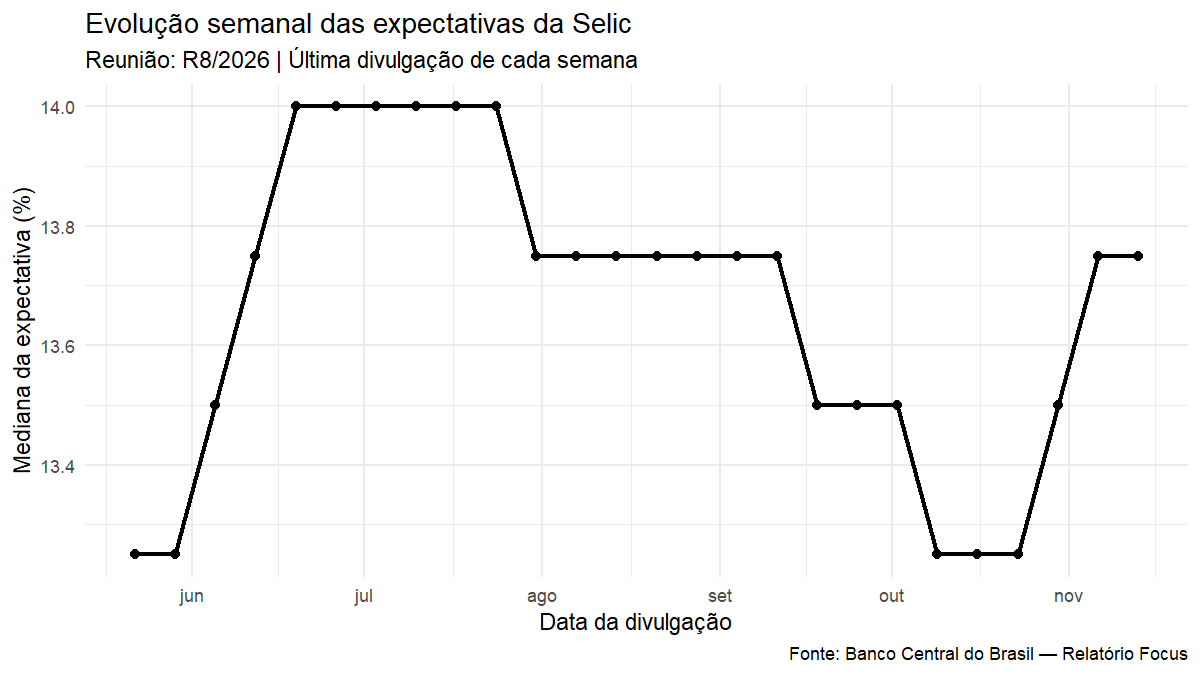 Evolução semanal das expectativas da Selic
Reunião: R8/2026 | Última divulgação de cada semana
Mediana da expectativa (%)
14.0
13.8
13.6
13.4
jun jul ago set out nov
Data da divulgação
Fonte: Banco Central do Brasil — Relatório Focus